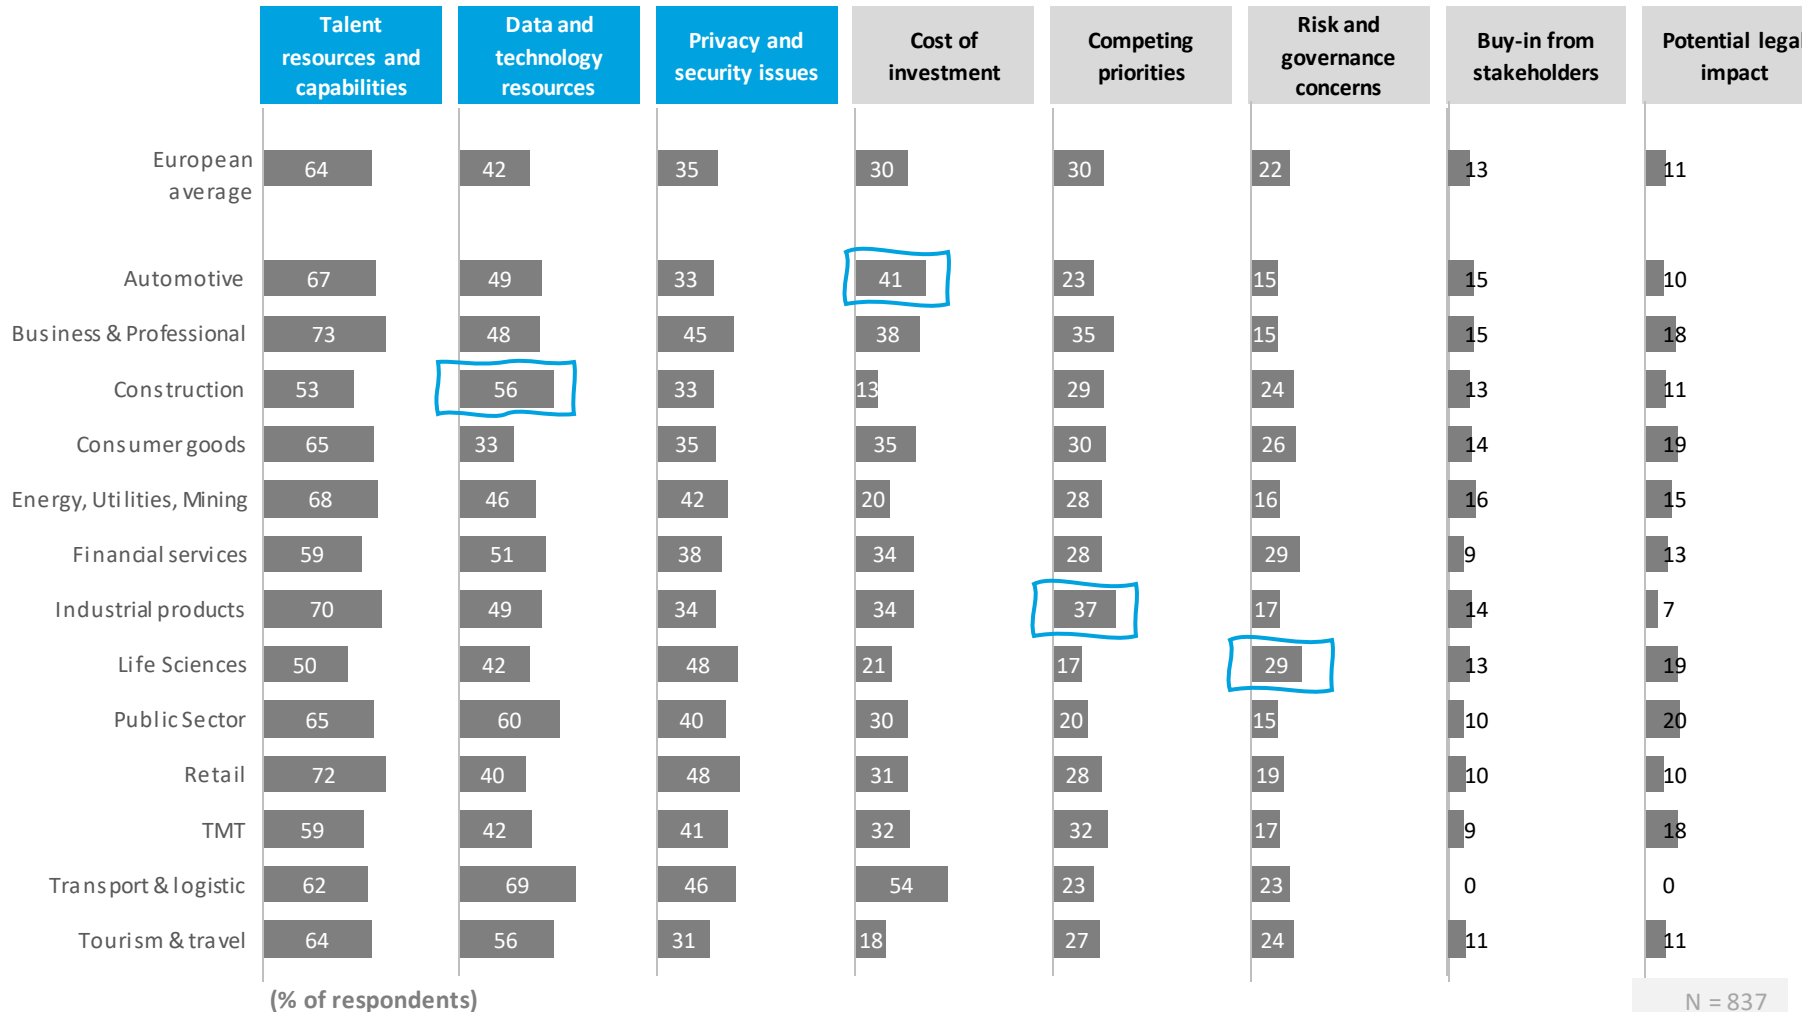 Talent
resources and
capabilities
Data and
technology
resources
Privacy and
security issues
Cost of
investment
Competing
priorities
Risk and
governance
concerns
Buy-in from
stakeholders
Potential legal
impact
European
average
64 42 35 30 30 22 13 11
Automotive 67 49 33 41 23 15 15 10
Business & Professional 73 48 45 38 35 15 15 18
Construction 53 56 33 13 29 24 13 11
Consumer goods 65 33 35 35 30 26 14 19
Energy, Utilities, Mining 68 46 42 20 28 16 16 15
Financial services 59 51 38 34 28 29 9 13
Industrial products 70 49 34 34 37 17 14 7
Life Sciences 50 42 48 21 17 29 13 19
Public Sector 65 60 40 30 20 15 10 20
Retail 72 40 48 31 28 19 10 10
TMT 59 42 41 32 32 17 9 18
Transport & logistic 62 69 46 54 23 23 0 0
Tourism & travel 64 56 31 18 27 24 11 11
(% of respondents)
N = 837